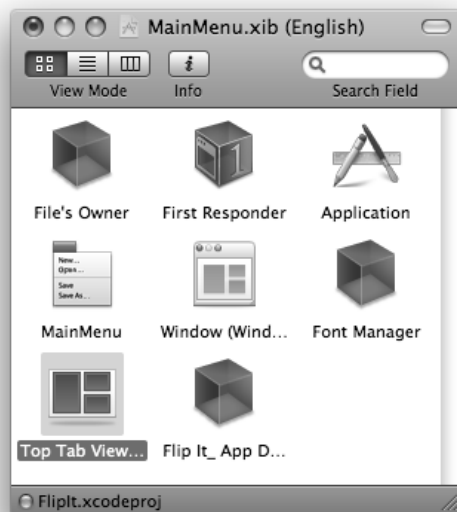 MainMenu.xib (English)
View Mode Info Search Field
File's Owner First Responder Application
1
New...
Open...
Save
Save As...
MainMenu Window (Wind... Font Manager
Top Tab View... Flip It_ App D...
FlipIt.xcodeproj